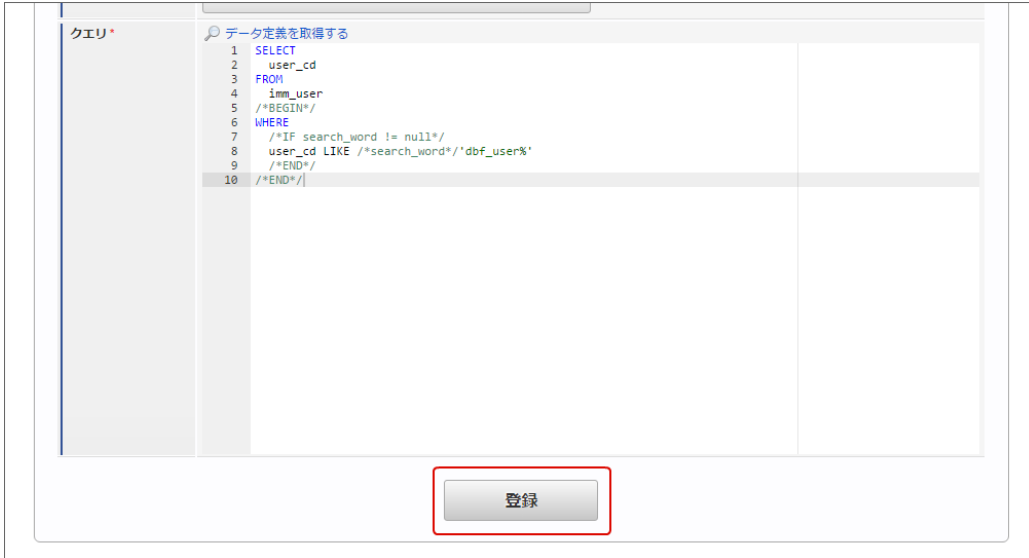 クエリ*
データ定義を取得する
1 SELECT
2   user_cd
3 FROM
4   imm_user
5 /*BEGIN*/
6 WHERE
7   /*IF search_word != null*/
8   user_cd LIKE /*search_word*/'dbf_user%'
9   /*END*/
10 /*END*/
登録